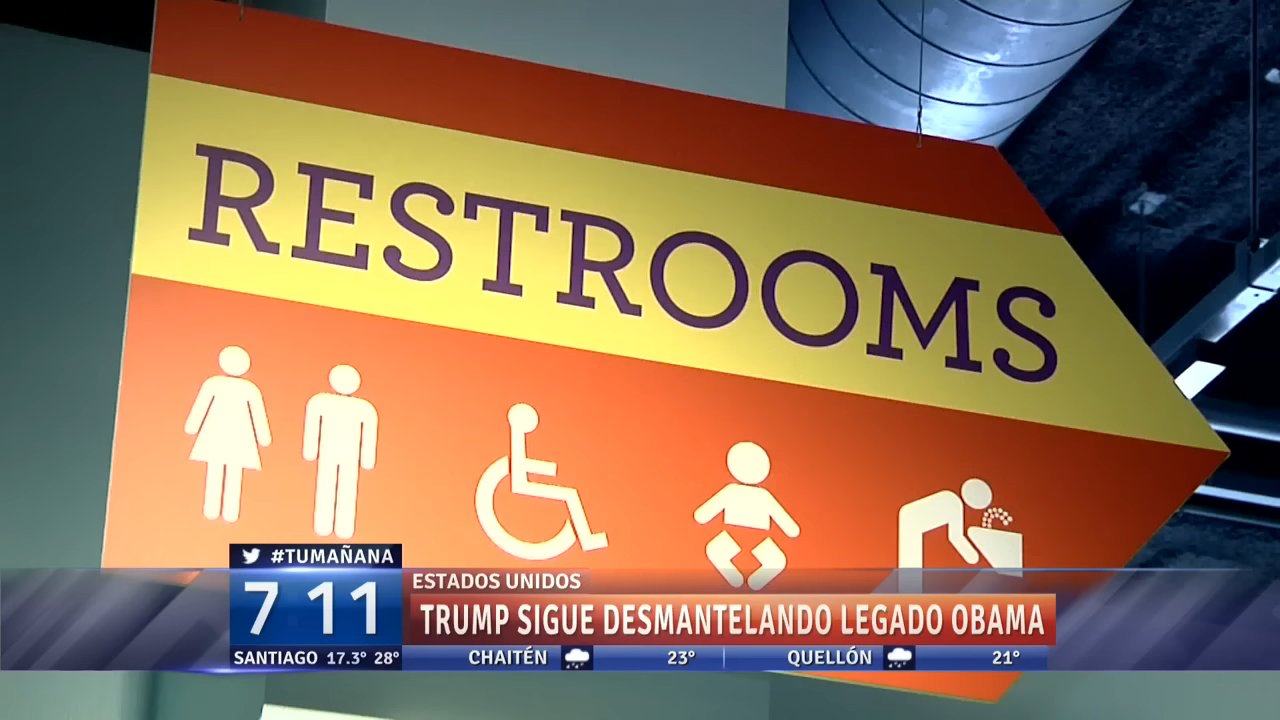 RESTROOMS
#TUMAÑANA
7 11
ESTADOS UNIDOS
TRUMP SIGUE DESMANTELANDO LEGADO OBAMA
SANTIAGO 17.3° 28° CHAITÉN 23° QUELLÓN 21°